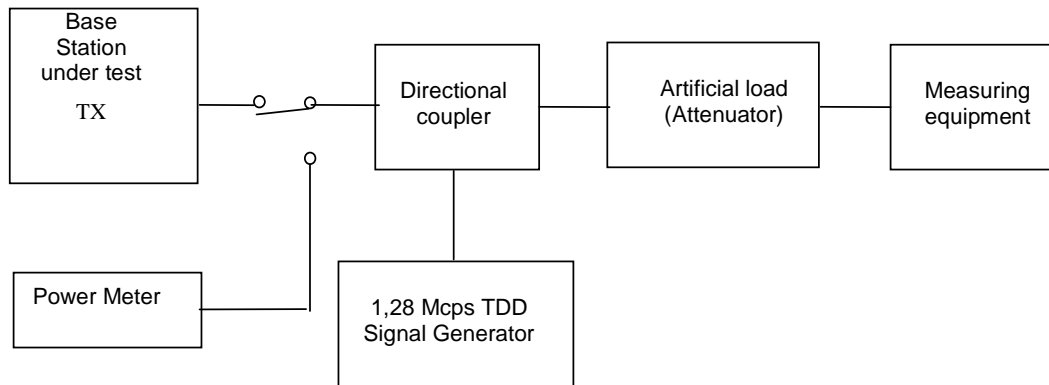 Base
Station
under test
TX
Directional
coupler
Artificial load
(Attenuator)
Measuring
equipment
Power Meter
1,28 Mcps TDD
Signal Generator